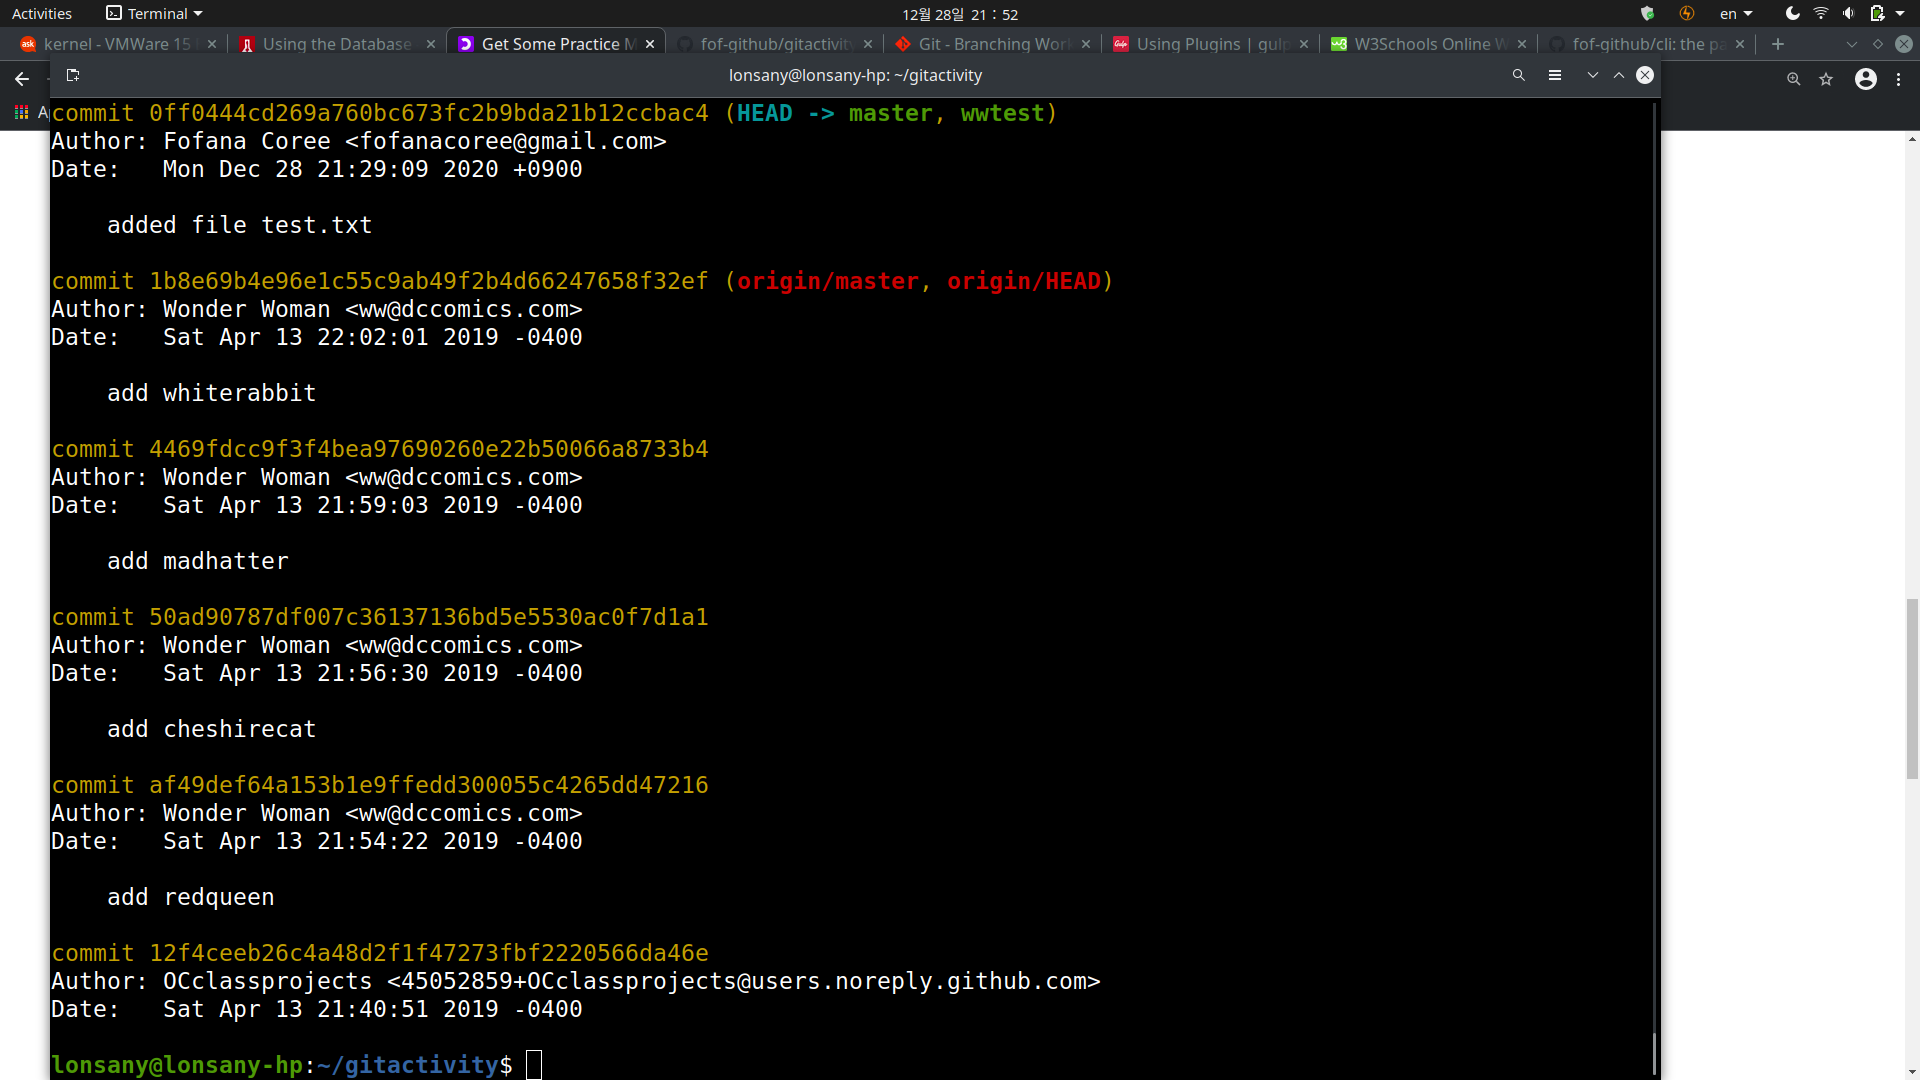 Activities Terminal 12월 28일 21 : 52 en
kernel - VMWare 15 Using the Database Get Some Practice M fof-github/gitactivity Git - Branching Work Using Plugins | gulp W3Schools Online W fof-github/cli: the pa
lonsany@lonsany-hp: ~/gitactivity
A
commit 0ff0444cd269a760bc673fc2b9bda21b12ccbac4 (HEAD -> master, wwtest)
Author: Fofana Coree <fofanacoree@gmail.com>
Date:   Mon Dec 28 21:29:09 2020 +0900
added file test.txt
commit 1b8e69b4e96e1c55c9ab49f2b4d66247658f32ef (origin/master, origin/HEAD)
Author: Wonder Woman <ww@dccomics.com>
Date:   Sat Apr 13 22:02:01 2019 -0400
add whiterabbit
commit 4469fdcc9f3f4bea97690260e22b50066a8733b4
Author: Wonder Woman <ww@dccomics.com>
Date:   Sat Apr 13 21:59:03 2019 -0400
add madhatter
commit 50ad90787df007c36137136bd5e5530ac0f7d1a1
Author: Wonder Woman <ww@dccomics.com>
Date:   Sat Apr 13 21:56:30 2019 -0400
add cheshirecat
commit af49def64a153b1e9ffedd300055c4265dd47216
Author: Wonder Woman <ww@dccomics.com>
Date:   Sat Apr 13 21:54:22 2019 -0400
add redqueen
commit 12f4ceeb26c4a48d2f1f47273fbf2220566da46e
Author: OCclassprojects <45052859+OCclassprojects@users.noreply.github.com>
Date:   Sat Apr 13 21:40:51 2019 -0400
lonsany@lonsany-hp:~/gitactivity$